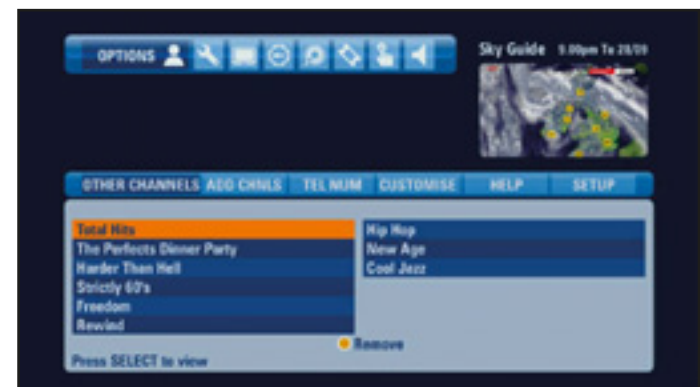 OPTIONS
Sky Guide 9.00pm Tu 28/09
OTHER CHANNELS ADD CHNLS TEL NUM CUSTOMISE HELP SETUP
Total Hits
The Perfects Dinner Party
Harder Than Hell
Strictly 60's
Freedom
Rewind
Hip Hop
New Age
Cool Jazz
Remove
Press SELECT to view